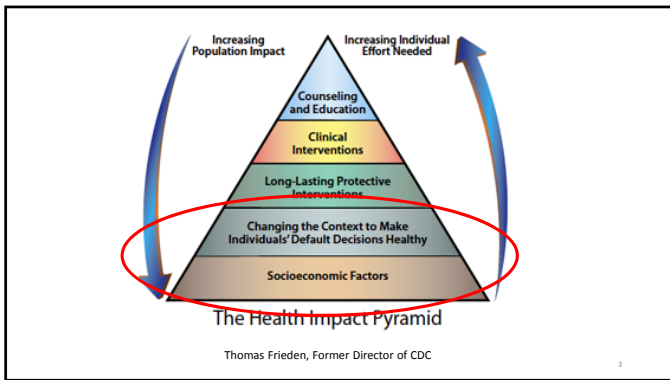 Increasing
Population Impact
Increasing Individual
Effort Needed
Counseling
and Education
Clinical
Interventions
Long-Lasting Protective
Interventions
Changing the Context to Make
Individuals' Default Decisions Healthy
Socioeconomic Factors
The Health Impact Pyramid
Thomas Frieden, Former Director of CDC
3